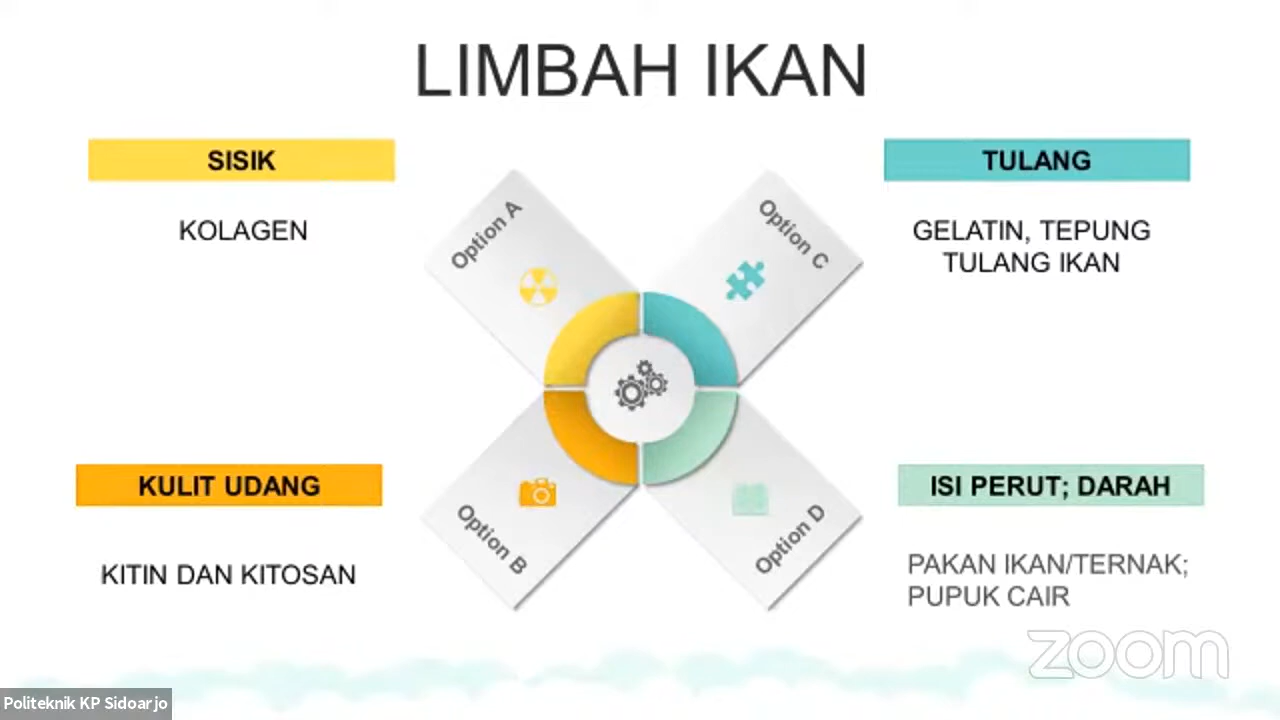 LIMBAH IKAN
SISIK
KOLAGEN
TULANG
GELATIN, TEPUNG
TULANG IKAN
Option A
Option C
Option B
Option D
KULIT UDANG
KITIN DAN KITOSAN
ISI PERUT; DARAH
PAKAN IKAN/TERNAK;
PUPUK CAIR
zoom
Politeknik KP Sidoarjo